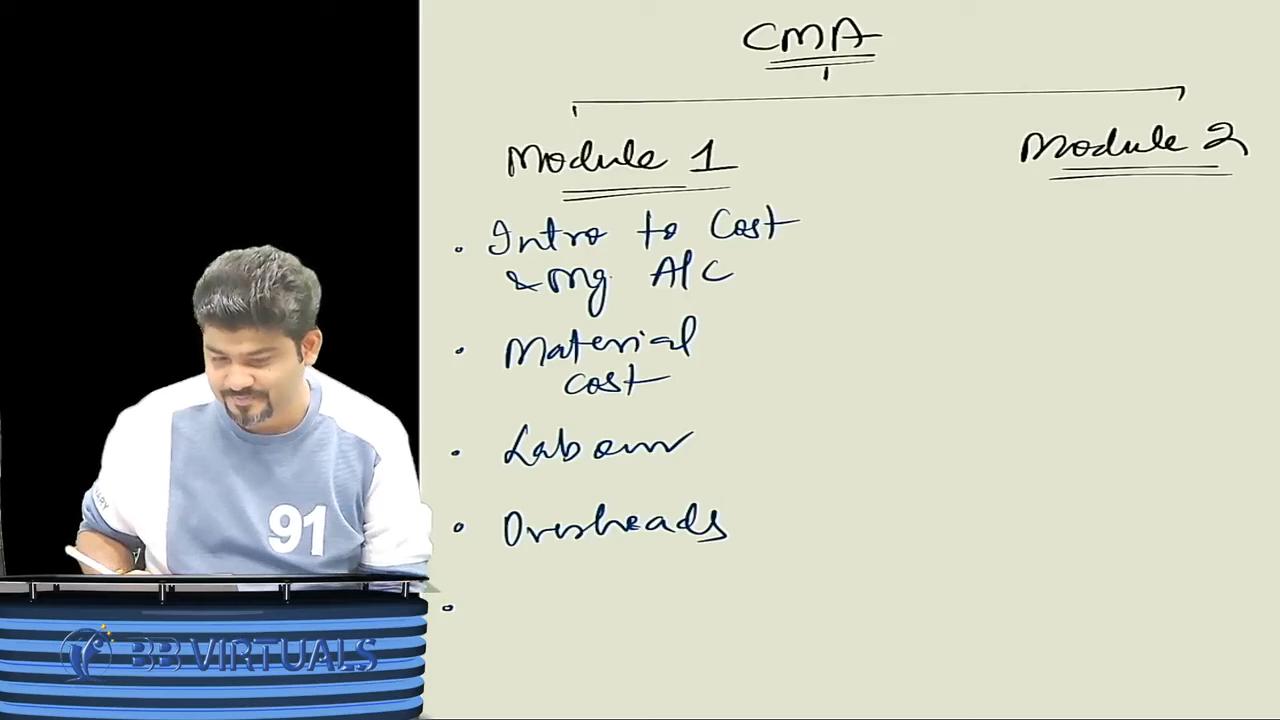 CMA
Module 1
Module 2
• Intro to Cost
& Mg A/C
• Material
cost
• Labour
• Overheads
•
91
BB VIRTUALS